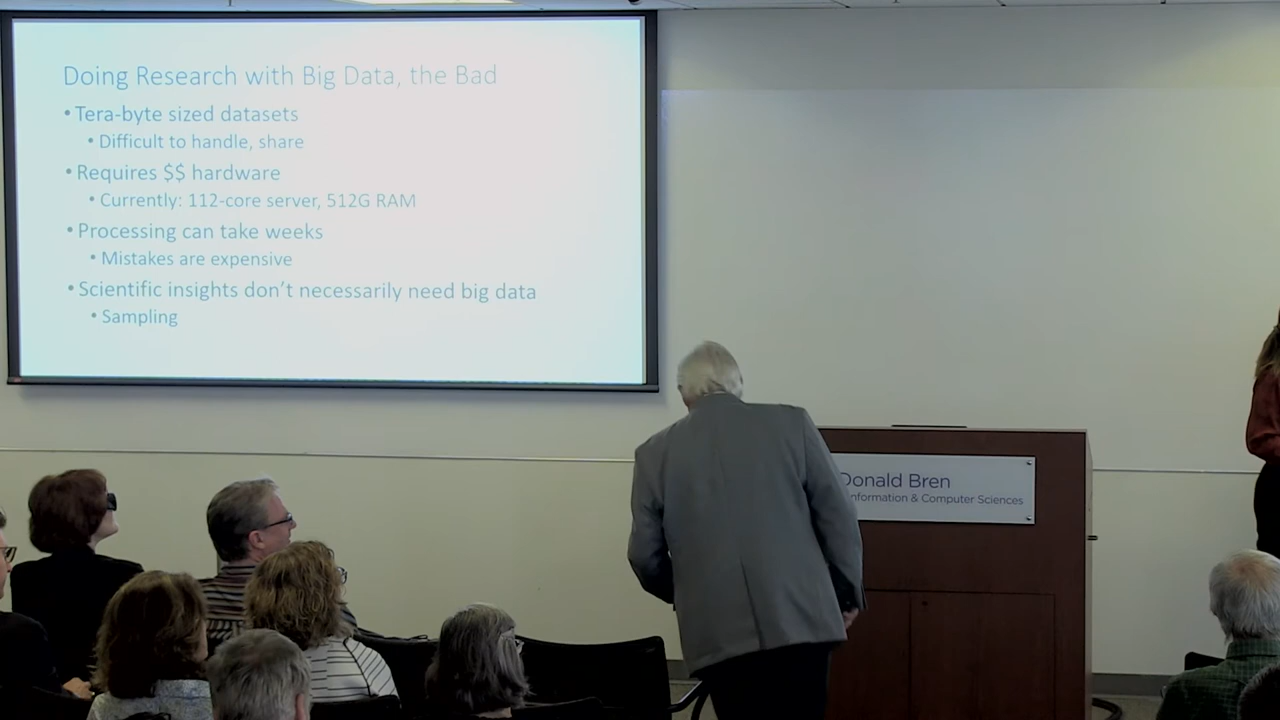 Doing Research with Big Data, the Bad
• Tera-byte sized datasets
• Difficult to handle, share
• Requires $$ hardware
• Currently: 112-core server, 512G RAM
• Processing can take weeks
• Mistakes are expensive
• Scientific insights don't necessarily need big data
• Sampling
Donald Bren
Information & Computer Sciences